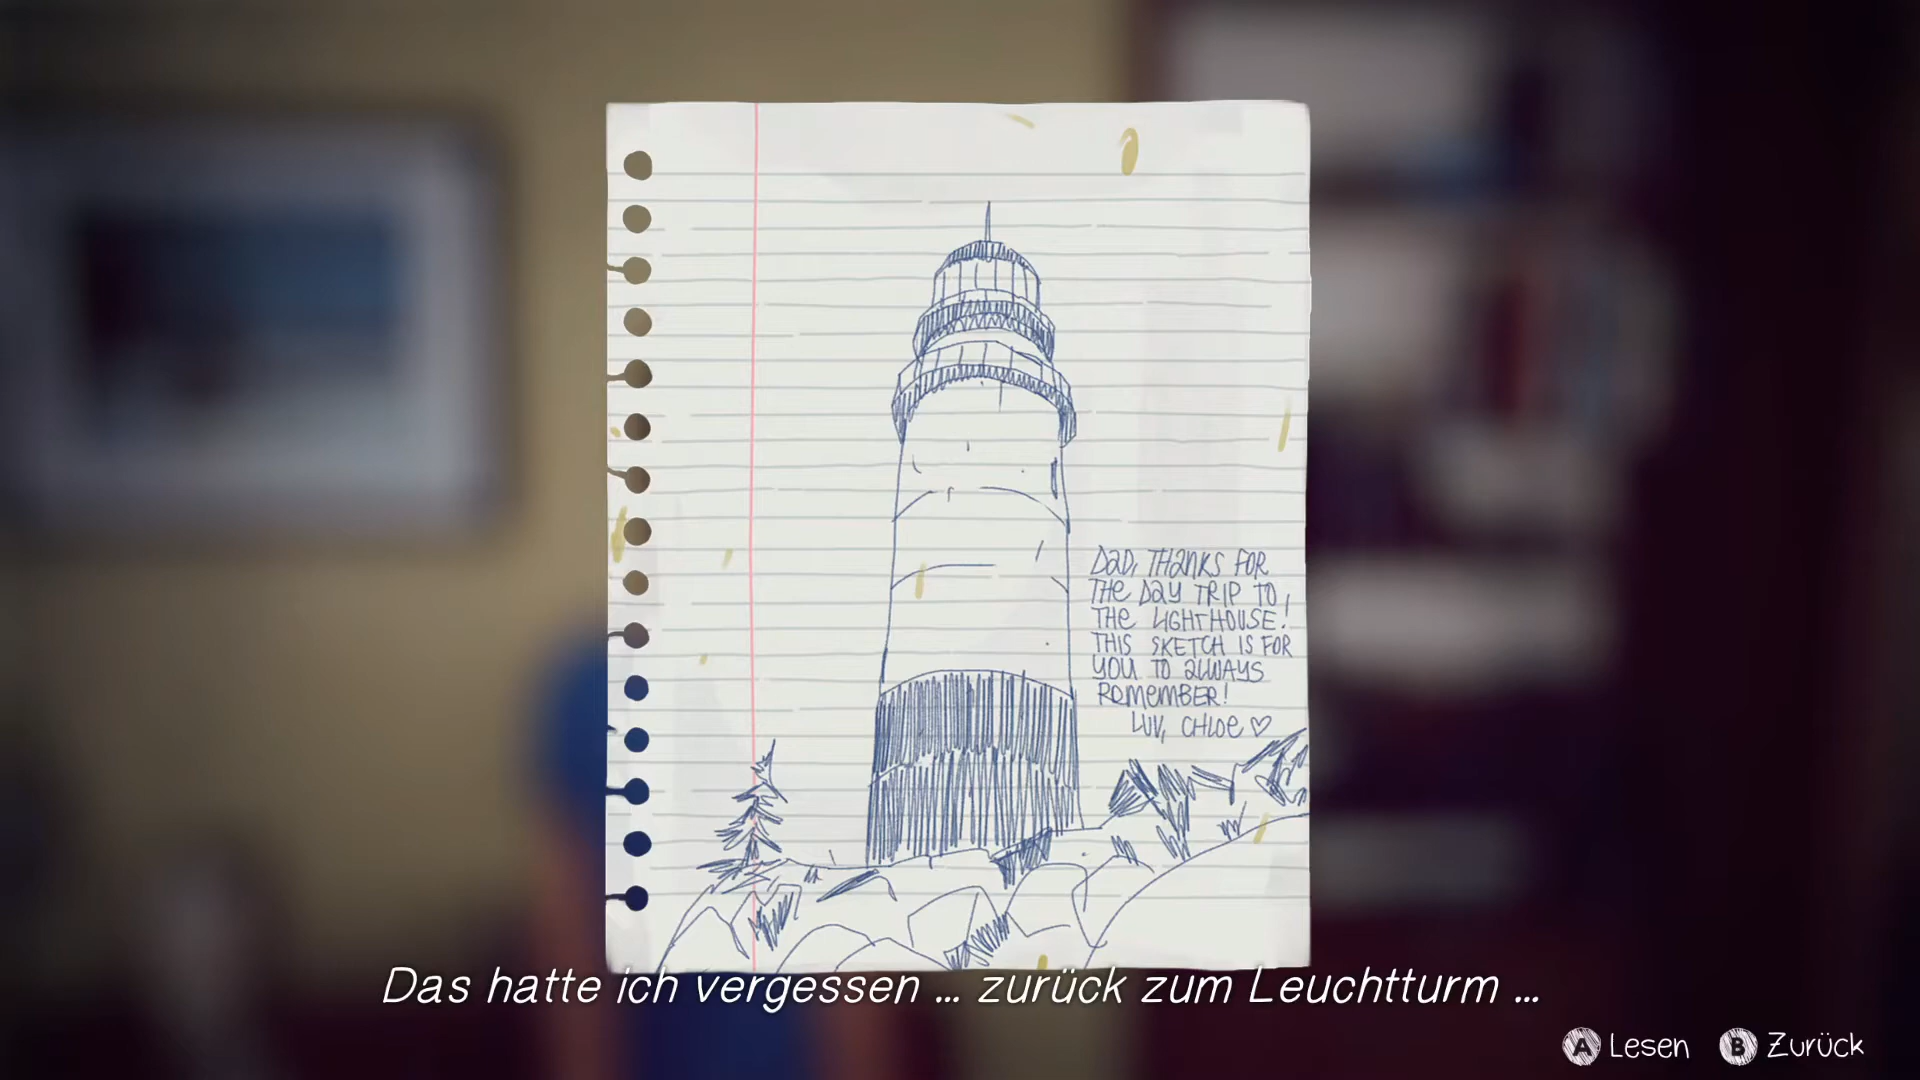 DAD, THANKS FOR
THE DAY TRIP TO
THE LIGHTHOUSE!
THIS SKETCH IS FOR
YOU TO ALWAYS
REMEMBER!
LUV, CHLOE ♡
Das hatte ich vergessen ... zurück zum Leuchtturm ...
A Lesen B Zurück